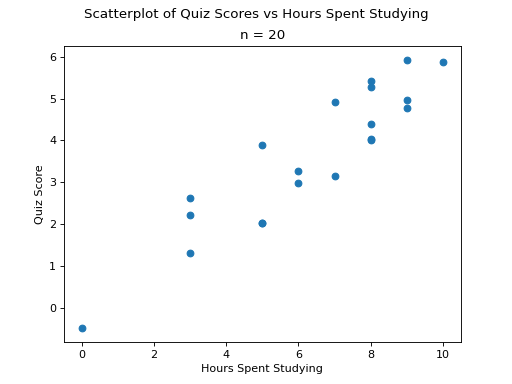 Scatterplot of Quiz Scores vs Hours Spent Studying
n = 20
6
5
4
3
2
1
0
Quiz Score
0 2 4 6 8 10
Hours Spent Studying